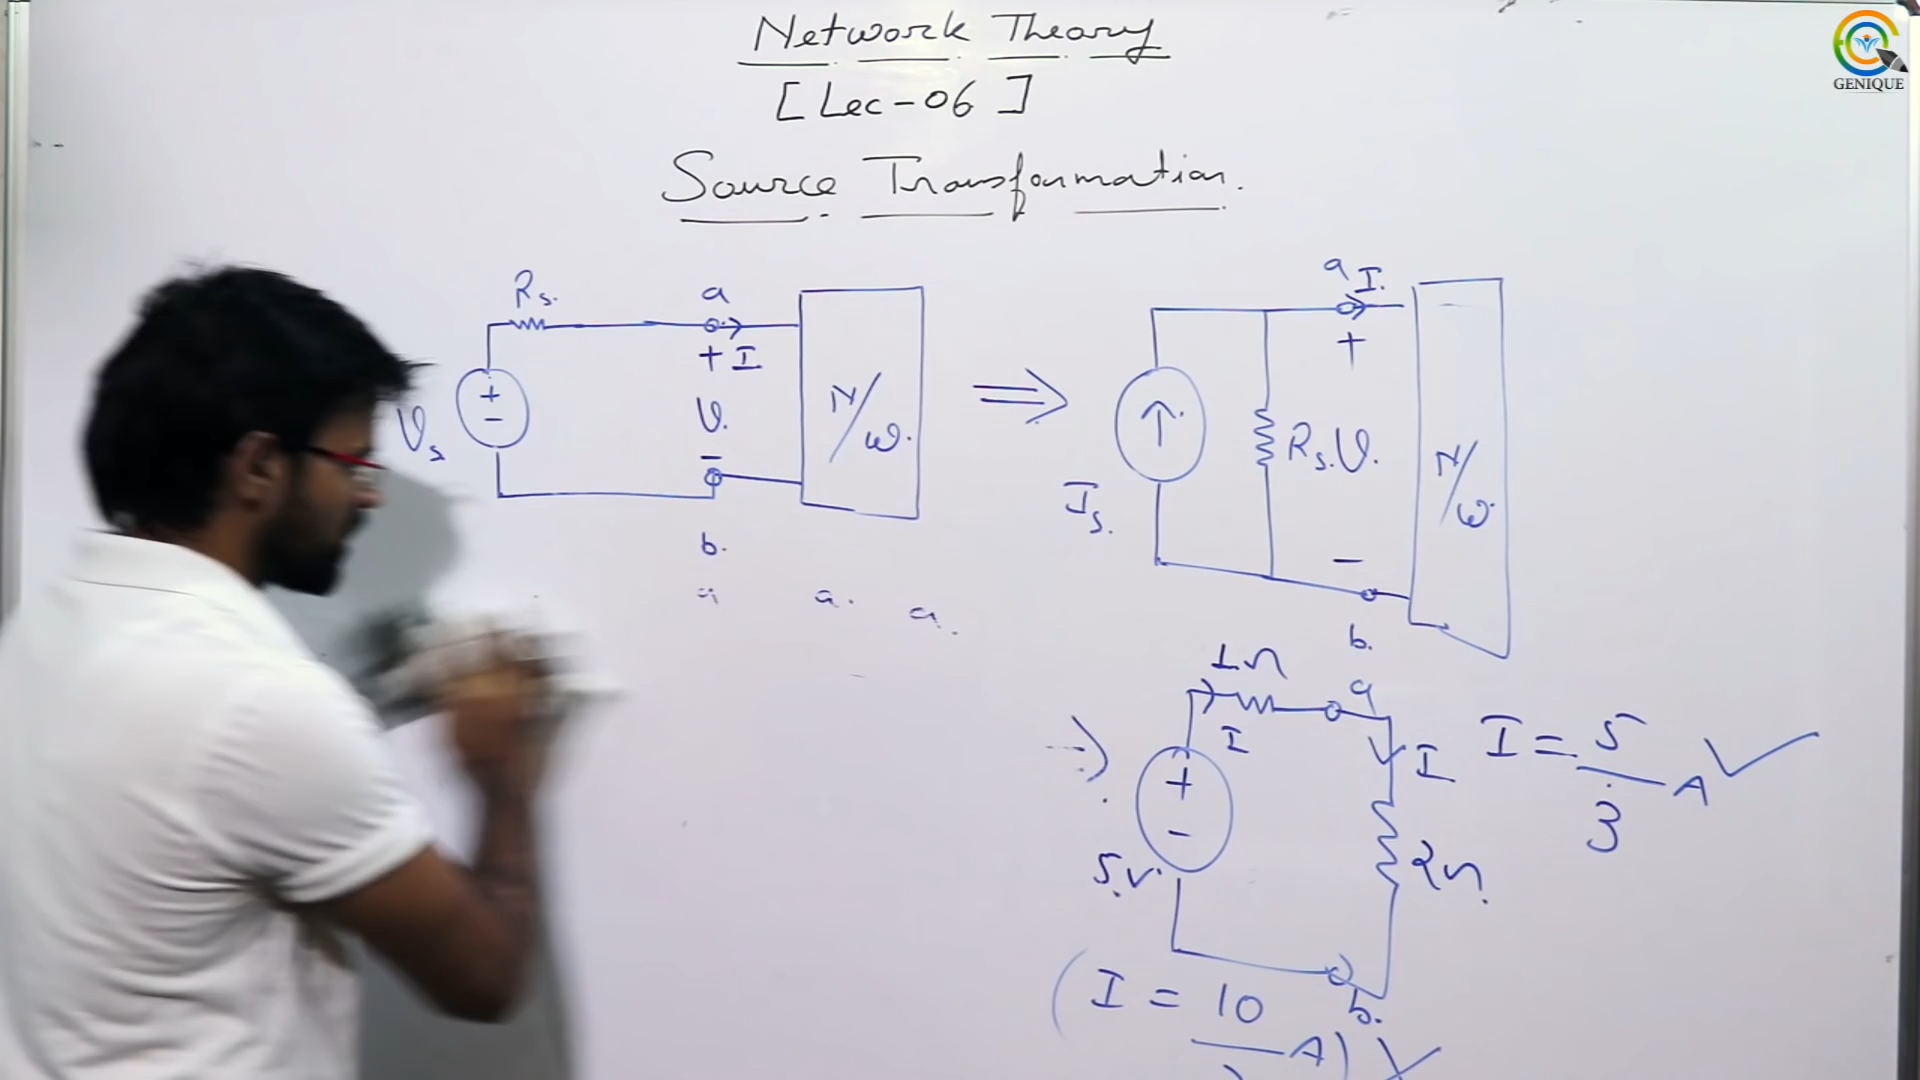 Network Theory
[Lec-06]
Source Transformation.
GENIQUE
Rs.
a
+ I
V.
-
b.
Vs
+
-
N/w.
a
a.
a.
⇒
a I.
+
Rs. V.
-
b.
Is.
N/w.
1Ω
a
I
I
+
-
5.V.
2Ω.
b.
I = 5/3 A ✓
(I = 10/ A)